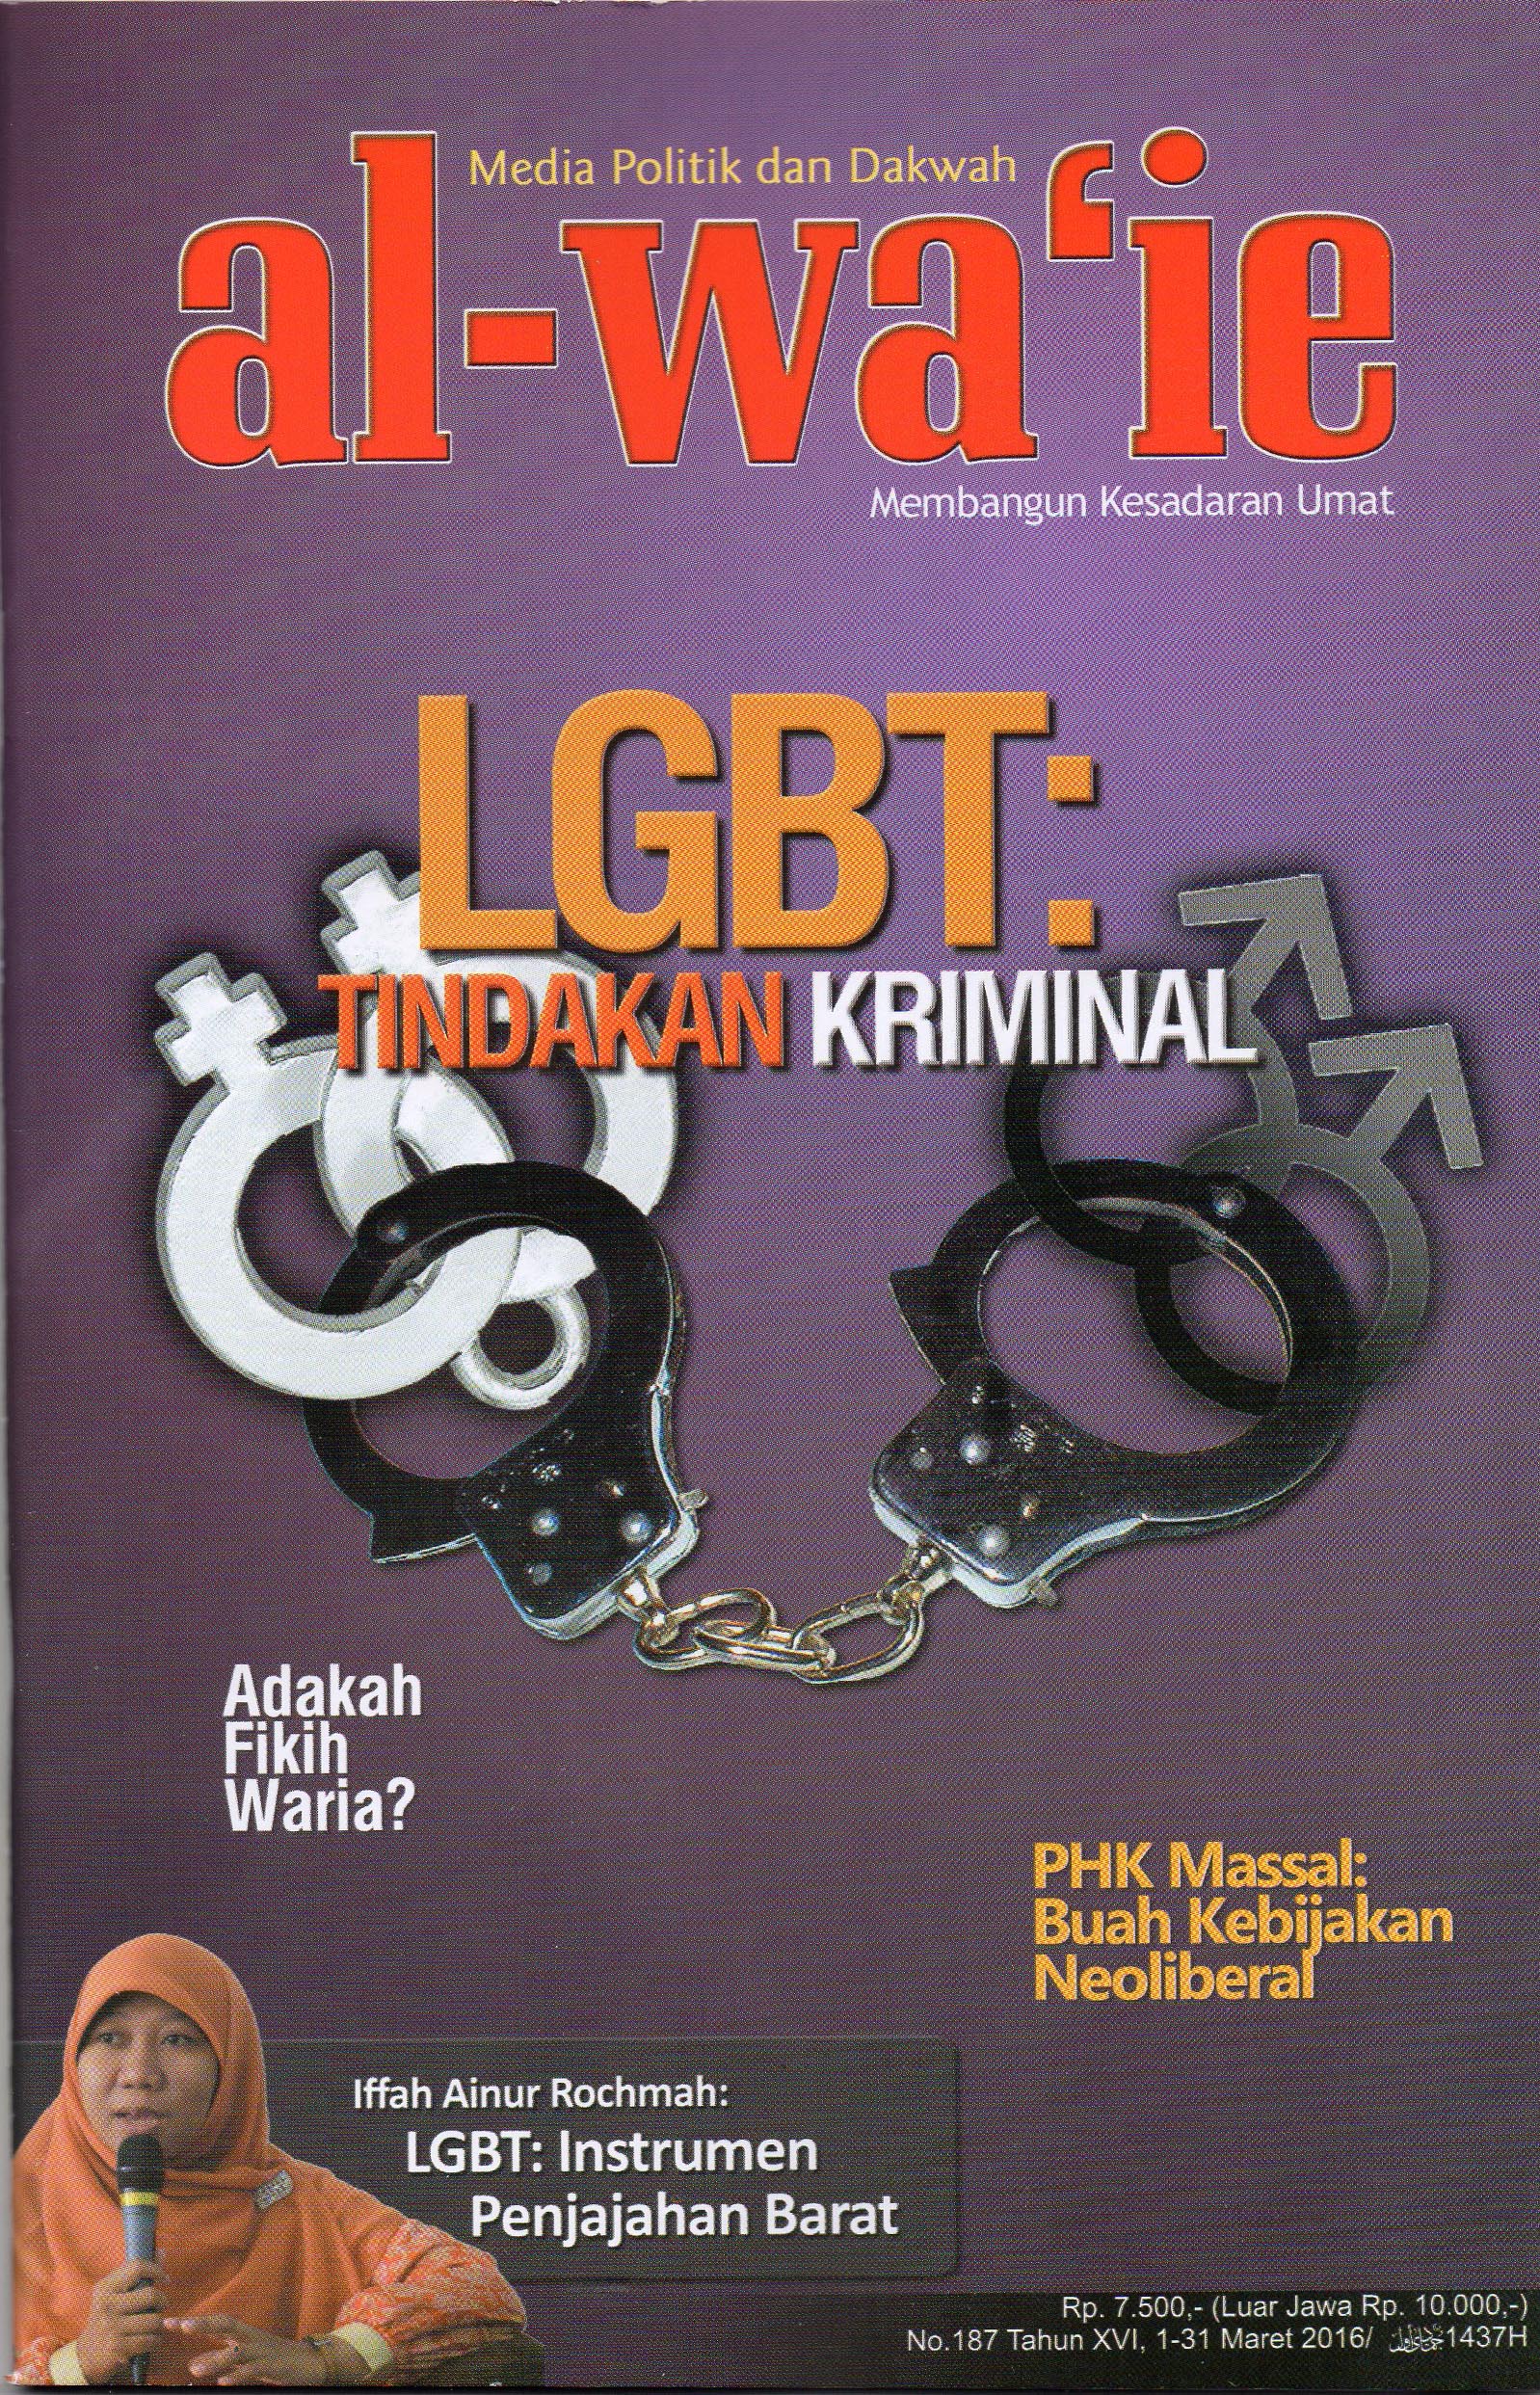 Media Politik dan Dakwah
al-wa‘ie
Membangun Kesadaran Umat
LGBT:
TINDAKAN KRIMINAL
Adakah
Fikih
Waria?
PHK Massal:
Buah Kebijakan
Neoliberal
Iffah Ainur Rochmah:
LGBT: Instrumen
Penjajahan Barat
Rp. 7.500,- (Luar Jawa Rp. 10.000,-)
No.187 Tahun XVI, 1-31 Maret 2016/ 1437H